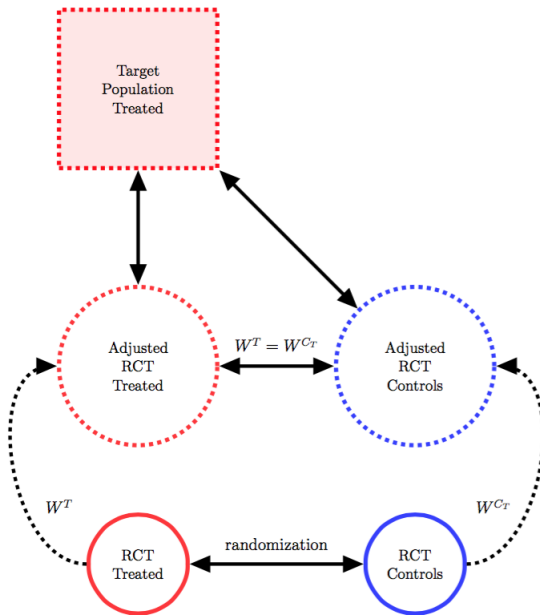 Target
Population
Treated
W^T = W^{C_T}
Adjusted
RCT
Treated
Adjusted
RCT
Controls
W^T
W^{C_T}
randomization
RCT
Treated
RCT
Controls